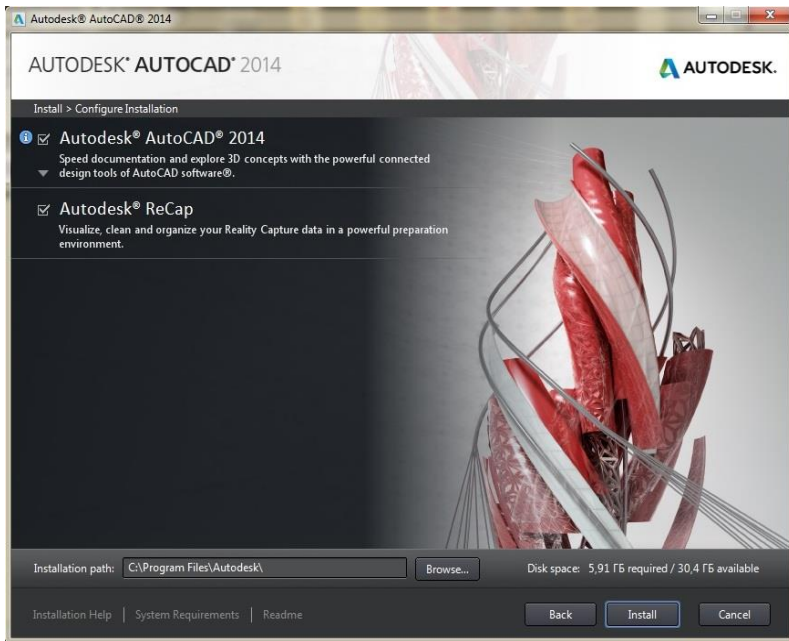 Autodesk® AutoCAD® 2014
AUTODESK® AUTOCAD® 2014
AUTODESK.
Install > Configure Installation
Autodesk® AutoCAD® 2014
Speed documentation and explore 3D concepts with the powerful connected
design tools of AutoCAD software®.
Autodesk® ReCap
Visualize, clean and organize your Reality Capture data in a powerful preparation
environment.
Installation path: C:\Program Files\Autodesk\ Browse... Disk space: 5,91 ГБ required / 30,4 ГБ available
Installation Help | System Requirements | Readme Back Install Cancel